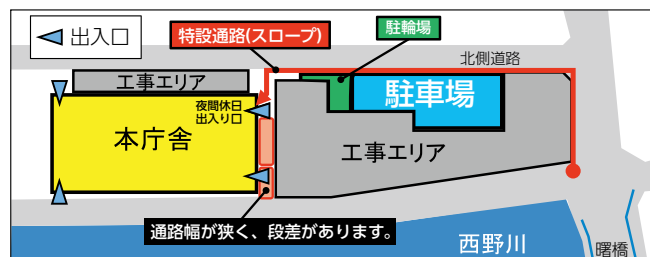 出入口
特設通路(スロープ)
駐輪場
北側道路
工事エリア
駐車場
夜間休日
出入り口
本庁舎
工事エリア
通路幅が狭く、段差があります。
西野川
曙橋